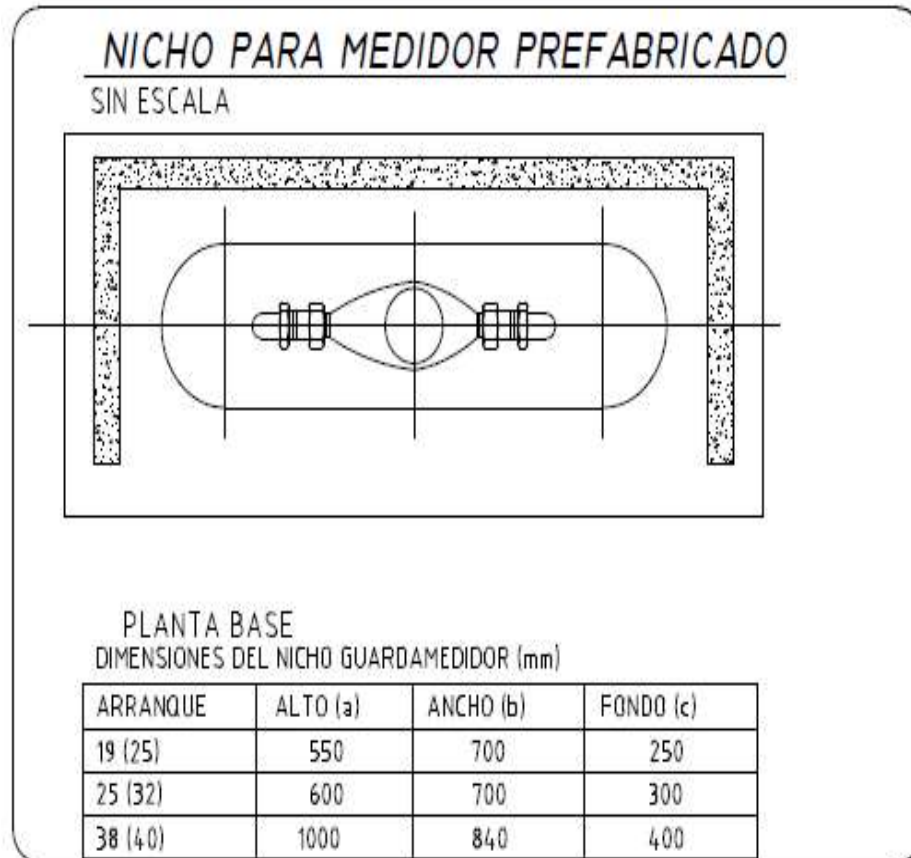 NICHO PARA MEDIDOR PREFABRICADO
SIN ESCALA
PLANTA BASE
DIMENSIONES DEL NICHO GUARDAMEDIDOR (mm)
ARRANQUE ALTO (a) ANCHO (b) FONDO (c)
19 (25) 550 700 250
25 (32) 600 700 300
38 (40) 1000 840 400